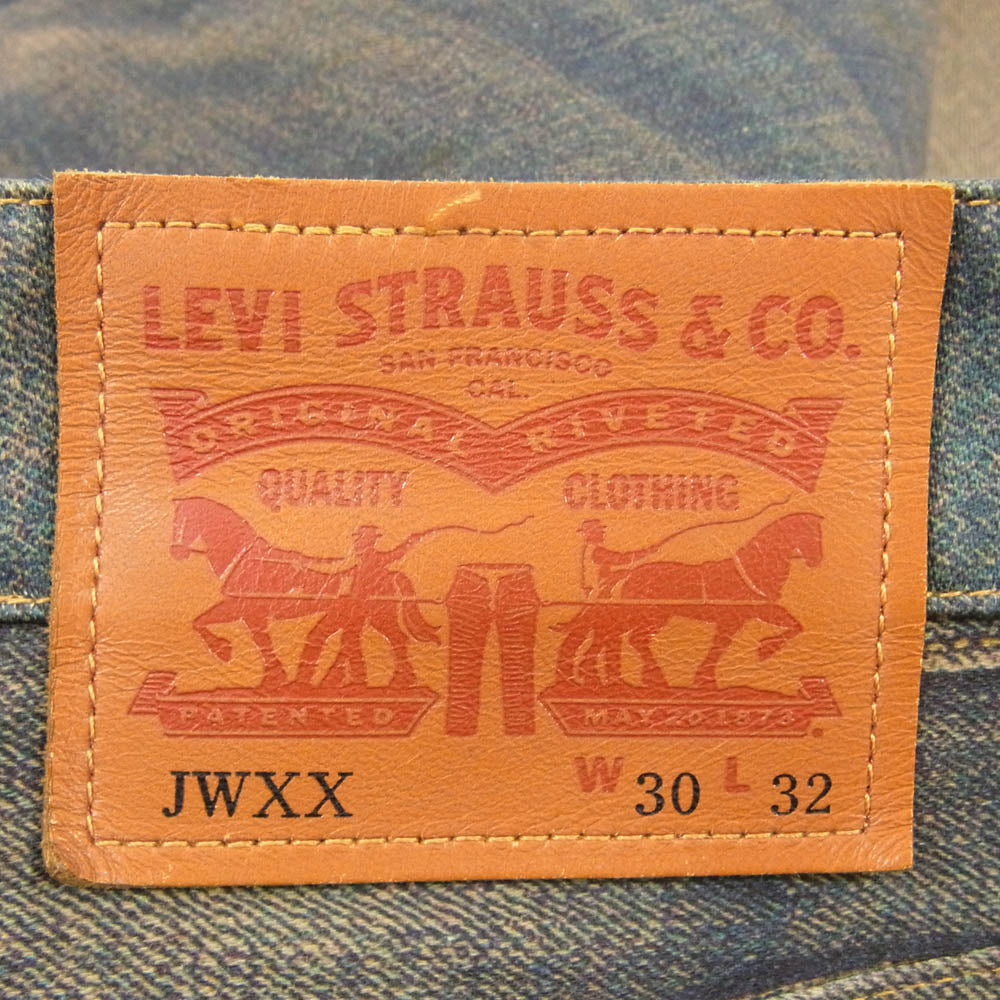 LEVI STRAUSS & CO.
SAN FRANCISCO
CAL.
ORIGINAL RIVETED
QUALITY CLOTHING
PATENTED MAY 20 1873
JWXX W 30 L 32